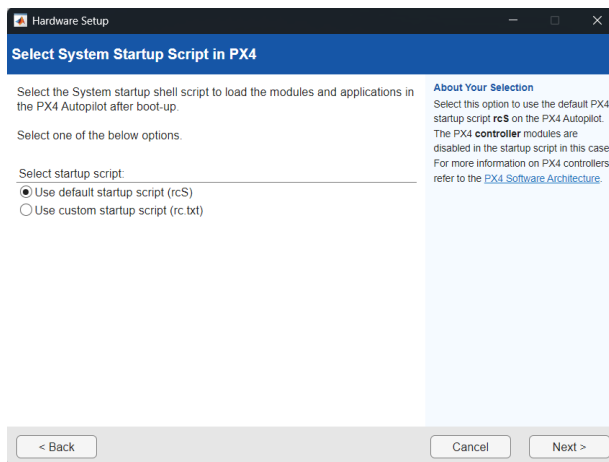 Hardware Setup
Select System Startup Script in PX4
Select the System startup shell script to load the modules and applications in
the PX4 Autopilot after boot-up.
Select one of the below options.
Select startup script:
Use default startup script (rcS)
Use custom startup script (rc.txt)
About Your Selection
Select this option to use the default PX4
startup script rcS on the PX4 Autopilot.
The PX4 controller modules are
disabled in the startup script in this case
For more information on PX4 controllers
refer to the PX4 Software Architecture.
< Back
Cancel
Next >